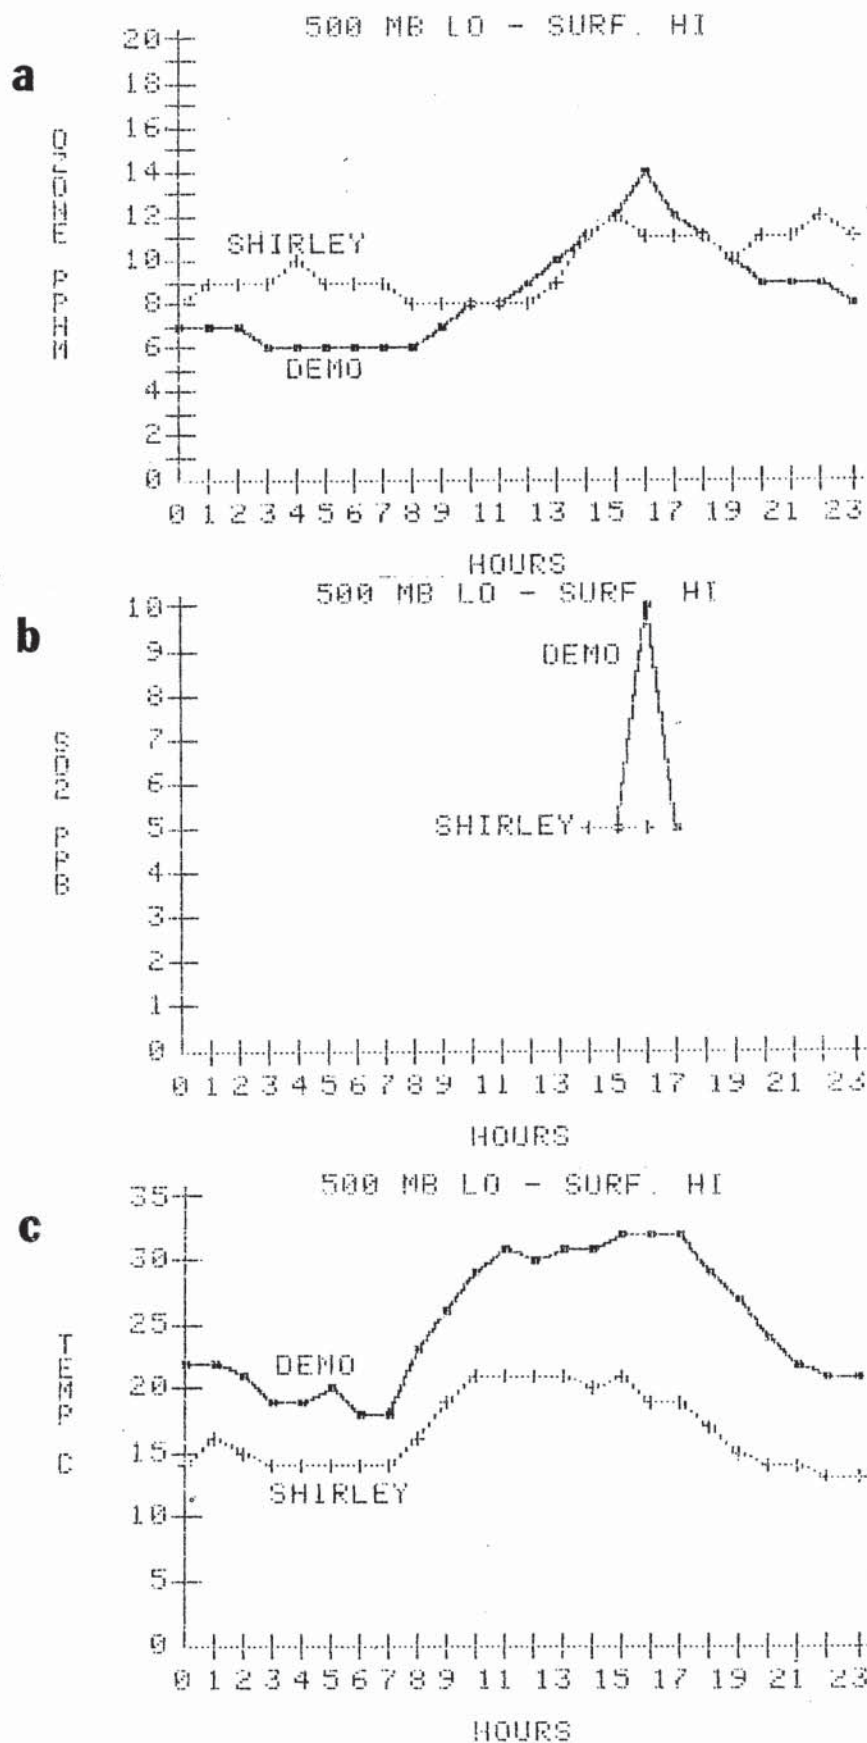 500 MB LO - SURF. HI
a
OZONE PPHM
20
18
16
14
12
10
8
6
4
2
0
SHIRLEY
DEMO
0 1 2 3 4 5 6 7 8 9 11 13 15 17 19 21 23
HOURS
500 MB LO - SURF. HI
b
SO2 PPB
10
9
8
7
6
5
4
3
2
1
0
DEMO
SHIRLEY
0 1 2 3 4 5 6 7 8 9 11 13 15 17 19 21 23
HOURS
500 MB LO - SURF. HI
c
TEMP C
35
30
25
20
15
10
5
0
DEMO
SHIRLEY
0 1 2 3 4 5 6 7 8 9 11 13 15 17 19 21 23
HOURS